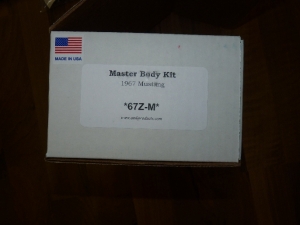 MADE IN USA
Master Body Kit
1967 Mustang
*67Z-M*